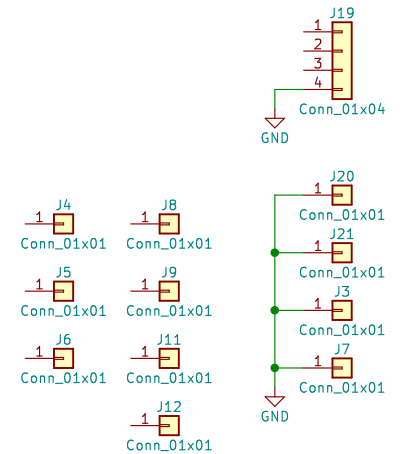 J19
1
2
3
4
Conn_01x04
GND
J20
1
Conn_01x01
J4
1
Conn_01x01
J8
1
Conn_01x01
J21
1
Conn_01x01
J5
1
Conn_01x01
J9
1
Conn_01x01
J3
1
Conn_01x01
J6
1
Conn_01x01
J11
1
Conn_01x01
J7
1
Conn_01x01
J12
1
Conn_01x01
GND